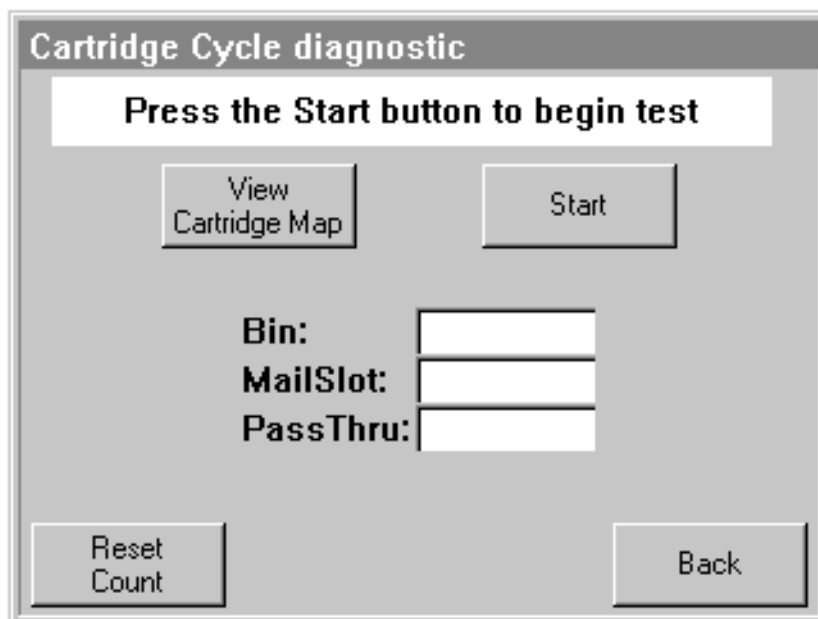 Cartridge Cycle diagnostic
Press the Start button to begin test
View
Cartridge Map
Start
Bin:
MailSlot:
PassThru:
Reset
Count
Back